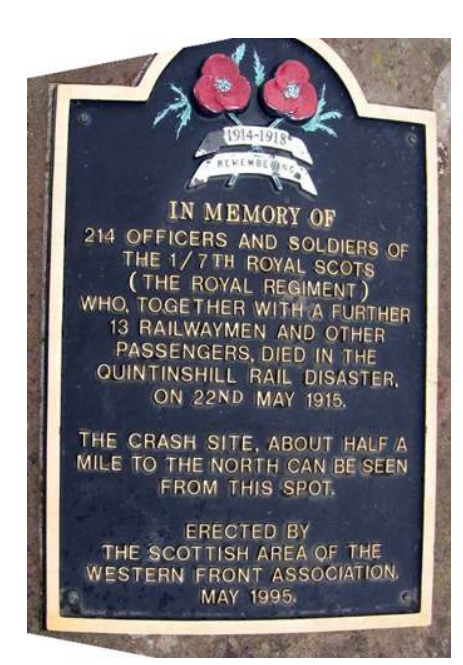 1914-1918
REMEMBERING
IN MEMORY OF
214 OFFICERS AND SOLDIERS OF
THE 1/7TH ROYAL SCOTS
(THE ROYAL REGIMENT)
WHO, TOGETHER WITH A FURTHER
13 RAILWAYMEN AND OTHER
PASSENGERS, DIED IN THE
QUINTINSHILL RAIL DISASTER,
ON 22ND MAY 1915.
THE CRASH SITE, ABOUT HALF A
MILE TO THE NORTH CAN BE SEEN
FROM THIS SPOT.
ERECTED BY
THE SCOTTISH AREA OF THE
WESTERN FRONT ASSOCIATION.
MAY 1995.